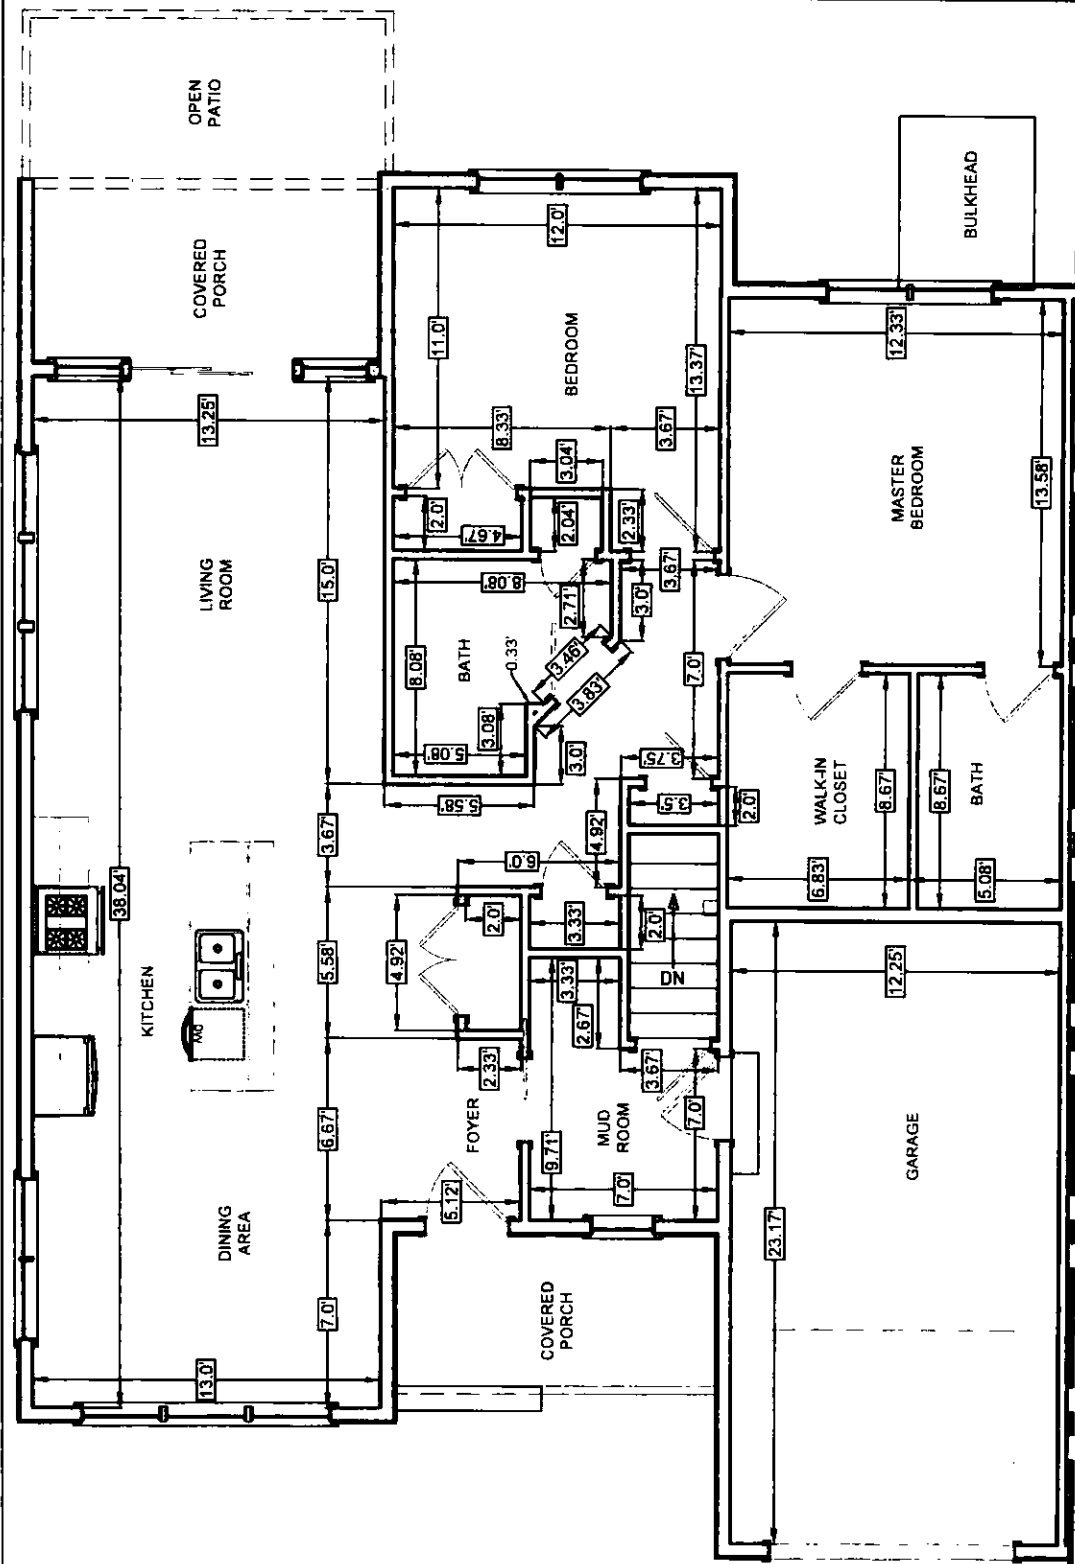 OPEN
PATIO
COVERED
PORCH
BULKHEAD
12.0'
11.0'
13.37'
BEDROOM
8.33'
3.67'
3.04'
2.0'
4.67'
2.04'
2.33'
13.25'
38.04'
15.0'
LIVING
ROOM
12.33'
13.58'
MASTER
BEDROOM
8.08'
8.08'
2.71'
3.0'
3.67'
BATH
0.33'
3.46'
3.83'
3.08'
5.08'
3.0'
7.0'
3.75'
5.58'
3.67'
4.92'
3.5'
2.0'
WALK-IN
CLOSET
8.67'
6.83'
8.67'
BATH
5.08'
6.0'
2.0'
4.92'
3.33'
2.0'
DN
KITCHEN
5.58'
3.33'
2.67'
12.25'
DW
2.33'
3.67'
FOYER
MUD
ROOM
7.0'
9.71'
7.0'
6.67'
5.12'
GARAGE
23.17'
DINING
AREA
7.0'
13.0'
COVERED
PORCH